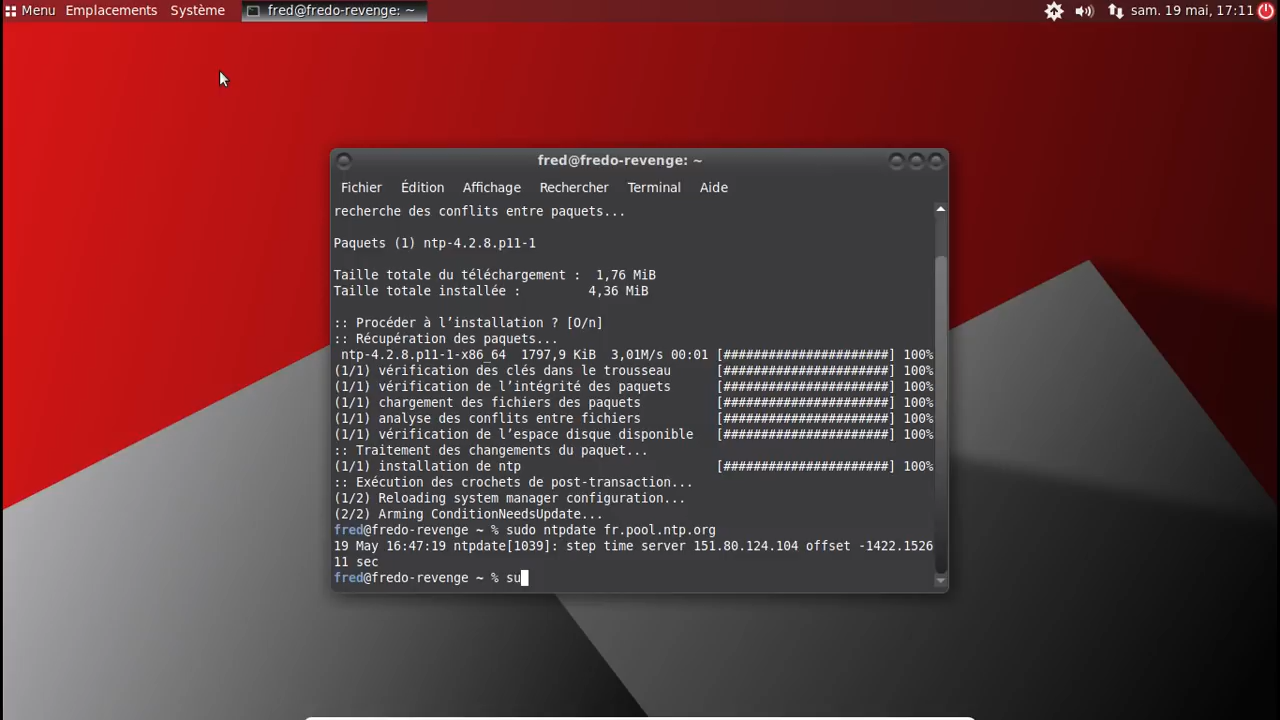 Menu Emplacements Système fred@fredo-revenge: ~ sam. 19 mai, 17:11
fred@fredo-revenge: ~
Fichier Édition Affichage Rechercher Terminal Aide
recherche des conflits entre paquets...
Paquets (1) ntp-4.2.8.p11-1
Taille totale du téléchargement :  1,76 MiB
Taille totale installée :         4,36 MiB
:: Procéder à l’installation ? [O/n]
:: Récupération des paquets...
ntp-4.2.8.p11-1-x86_64  1797,9 KiB  3,01M/s 00:01 [######################] 100%
(1/1) vérification des clés dans le trousseau [######################] 100%
(1/1) vérification de l’intégrité des paquets [######################] 100%
(1/1) chargement des fichiers des paquets [######################] 100%
(1/1) analyse des conflits entre fichiers [######################] 100%
(1/1) vérification de l’espace disque disponible [######################] 100%
:: Traitement des changements du paquet...
(1/1) installation de ntp [######################] 100%
:: Exécution des crochets de post-transaction...
(1/2) Reloading system manager configuration...
(2/2) Arming ConditionNeedsUpdate...
fred@fredo-revenge ~ % sudo ntpdate fr.pool.ntp.org
19 May 16:47:19 ntpdate[1039]: step time server 151.80.124.104 offset -1422.1526
11 sec
fred@fredo-revenge ~ % su